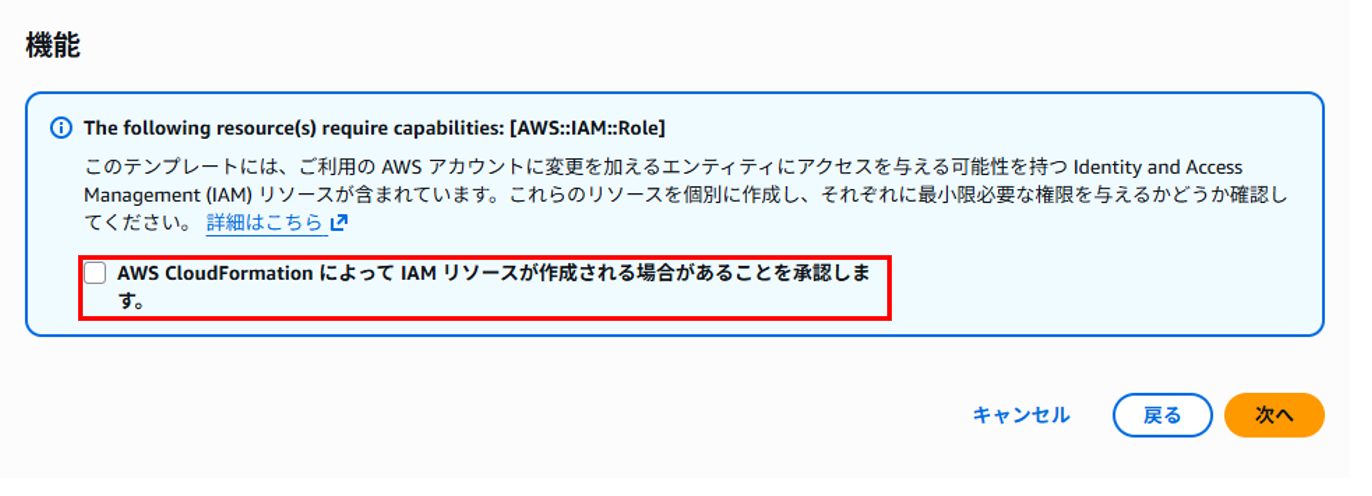 機能
The following resource(s) require capabilities: [AWS::IAM::Role]
このテンプレートには、ご利用の AWS アカウントに変更を加えるエンティティにアクセスを与える可能性を持つ Identity and Access
Management (IAM) リソースが含まれています。これらのリソースを個別に作成し、それぞれに最小限必要な権限を与えるかどうか確認し
てください。 詳細はこちら
AWS CloudFormation によって IAM リソースが作成される場合があることを承認しま
す。
キャンセル 戻る 次へ